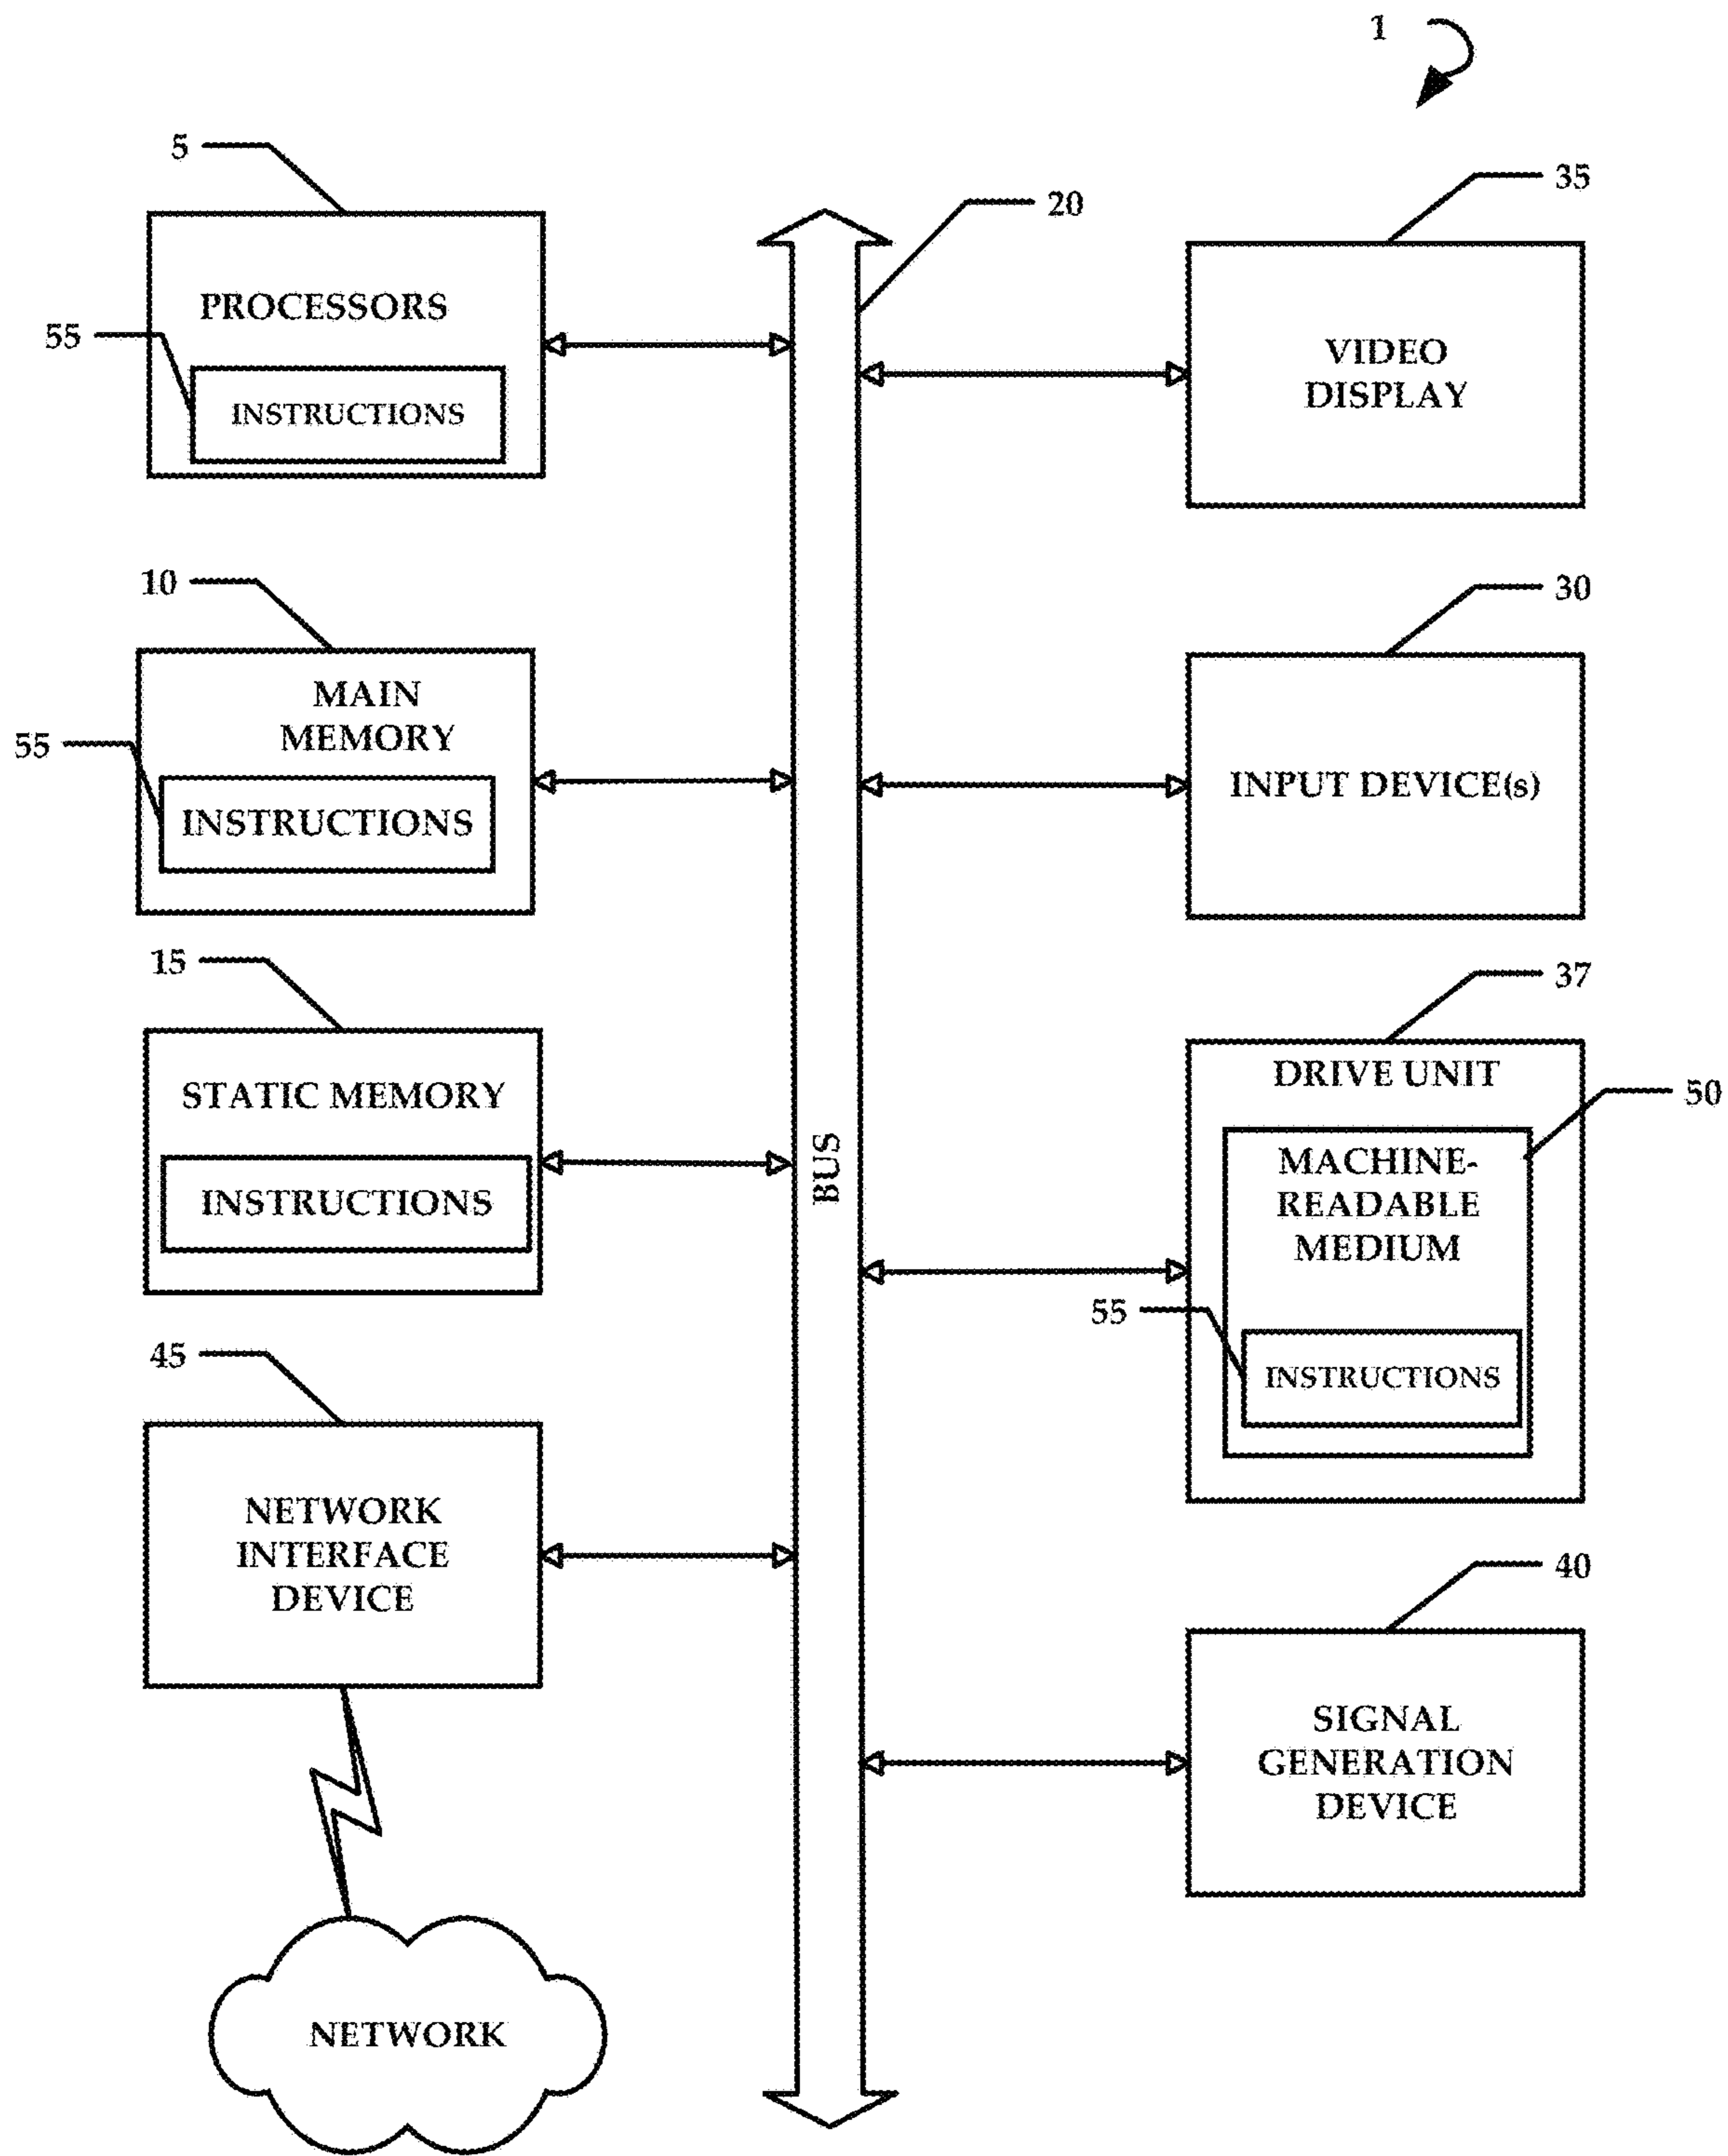 1
5
PROCESSORS
55
INSTRUCTIONS
10
MAIN
MEMORY
55
INSTRUCTIONS
15
STATIC MEMORY
INSTRUCTIONS
45
NETWORK
INTERFACE
DEVICE
NETWORK
20
BUS
35
VIDEO
DISPLAY
30
INPUT DEVICE(s)
37
DRIVE UNIT
50
MACHINE-
READABLE
MEDIUM
55
INSTRUCTIONS
40
SIGNAL
GENERATION
DEVICE